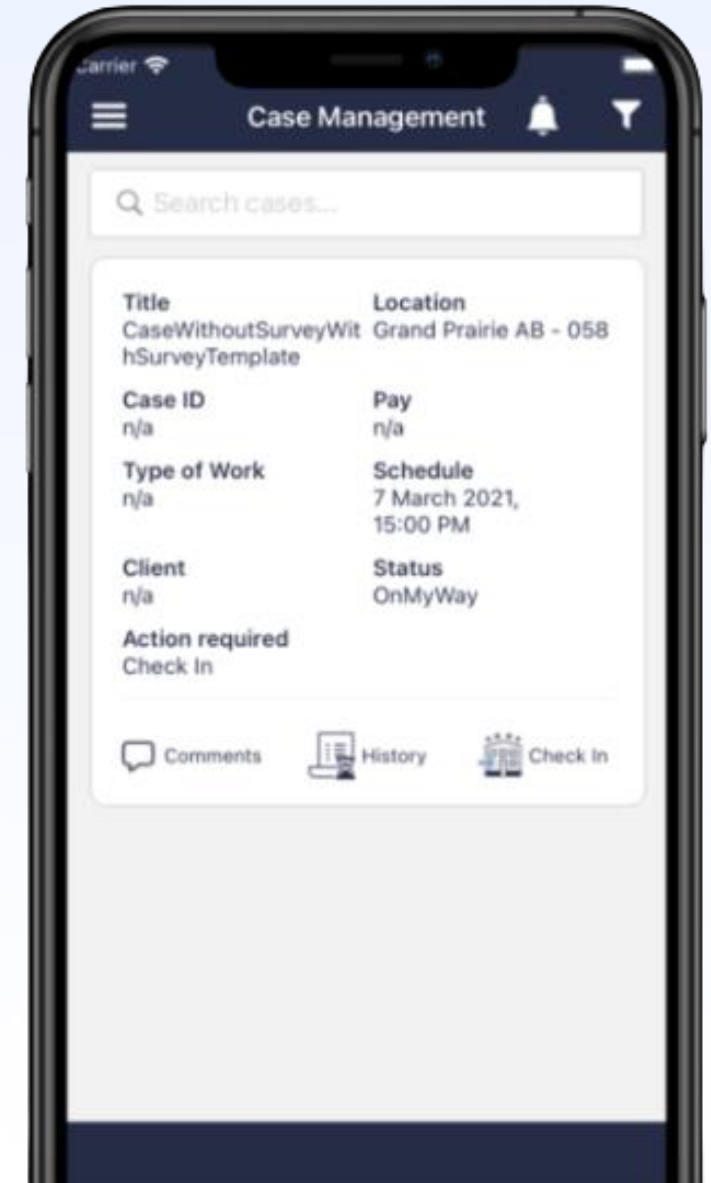 Carrier
Case Management
Search cases...
Title
CaseWithoutSurveyWit
hSurveyTemplate
Location
Grand Prairie AB - 058
Case ID
n/a
Pay
n/a
Type of Work
n/a
Schedule
7 March 2021,
15:00 PM
Client
n/a
Status
OnMyWay
Action required
Check In
Comments
History
Check In